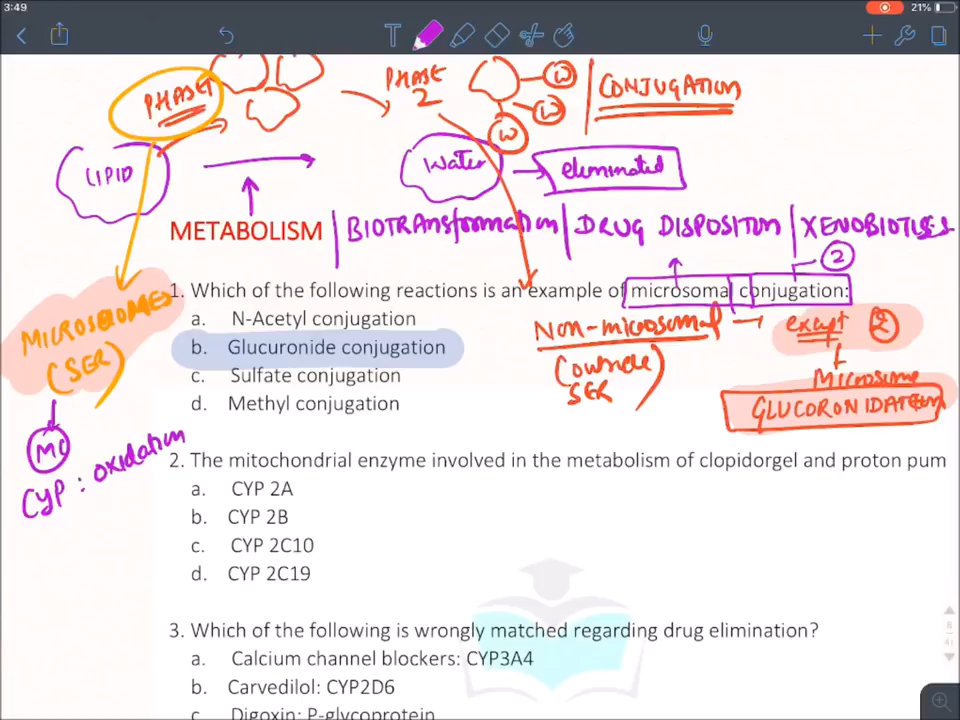 3:49
21%
T
PHASE
PHASE
2
W
W
W
CONJUGATION
LIPID
Water
eliminated
METABOLISM
BIOTRANSformation
DRUG DISPOSITION
2
1. Which of the following reactions is an example of microsomal conjugation:
a. N-Acetyl conjugation
b. Glucuronide conjugation
c. Sulfate conjugation
d. Methyl conjugation
Non-microsomal
except
2
SER
MICROSOMES
(SER)
GLUCORONIDATION
CYP : oxidation
2. The mitochondrial enzyme involved in the metabolism of clopidorgel and proton pum
a. CYP 2A
b. CYP 2B
c. CYP 2C10
d. CYP 2C19
3. Which of the following is wrongly matched regarding drug elimination?
a. Calcium channel blockers: CYP3A4
b. Carvedilol: CYP2D6
c. Digoxin: P-glycoprotein